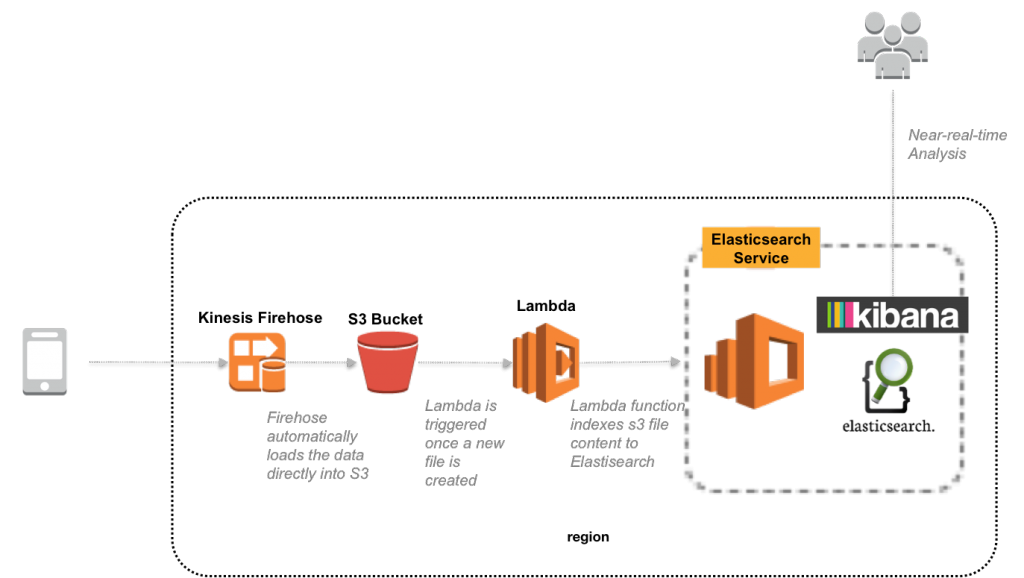 Near-real-time
Analysis
Elasticsearch
Service
Kinesis Firehose
S3 Bucket
Lambda
kibana
Firehose
automatically
loads the data
directly into S3
Lambda is
triggered
once a new
file is
created
Lambda function
indexes s3 file
content to
Elastisearch
elasticsearch.
region